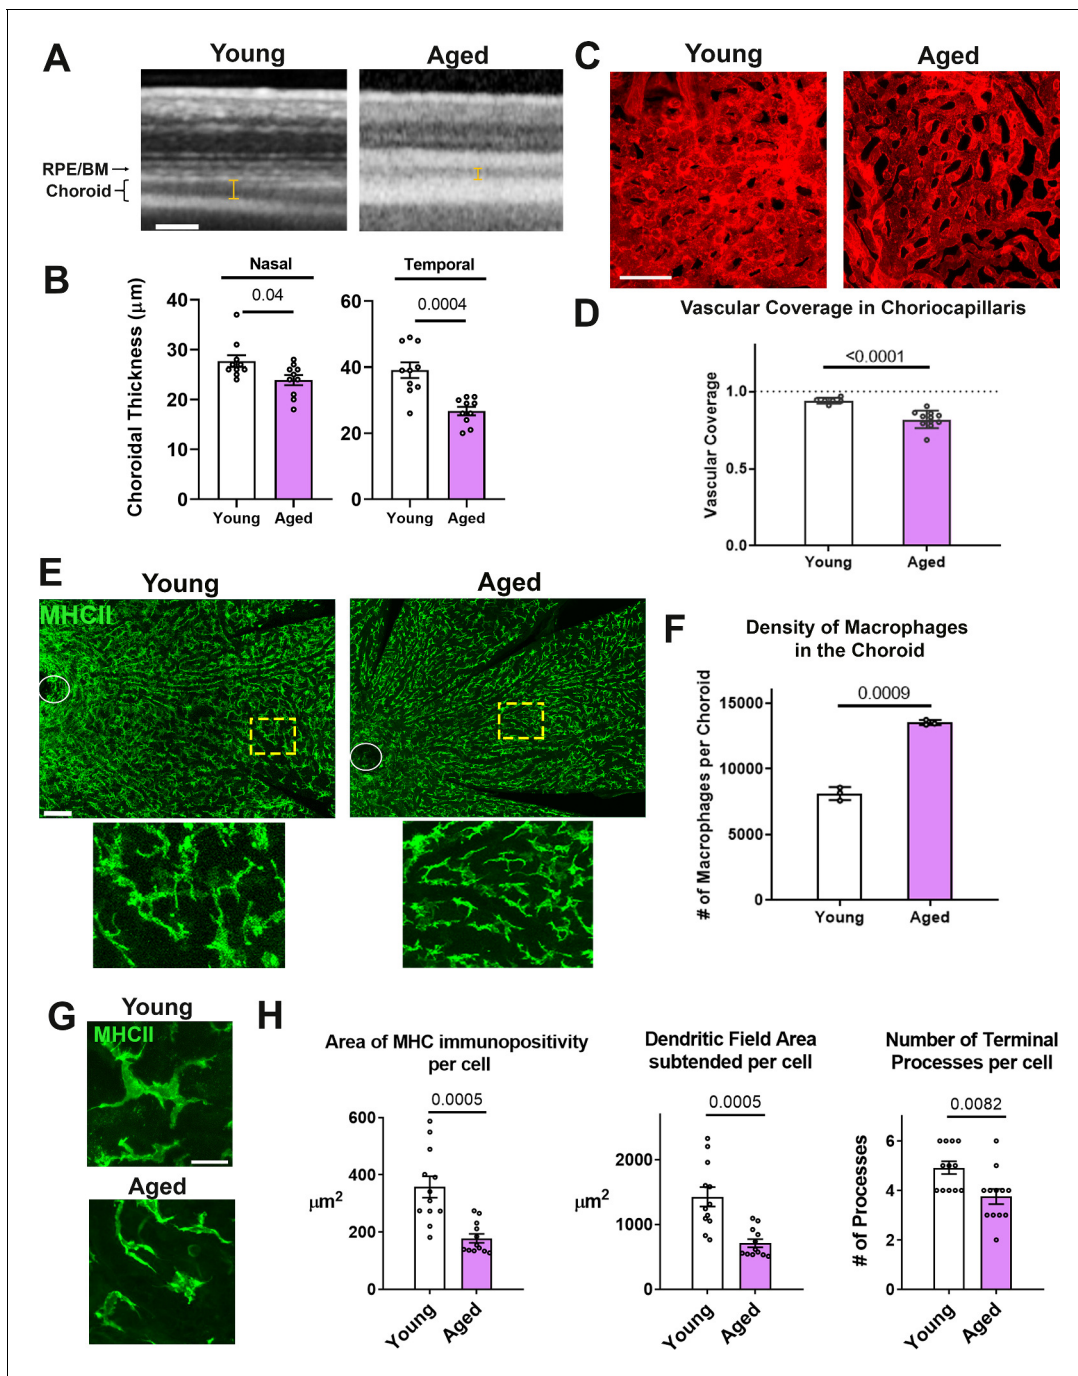 A
Young
Aged
RPE/BM
Choroid
B
Nasal
Temporal
Choroidal Thickness (µm)
40
30
20
10
0
0.04
Young
Aged
60
40
20
0
0.0004
Young
Aged
C
Young
Aged
D
Vascular Coverage in Choriocapillaris
<0.0001
Vascular Coverage
1.0
0.5
0.0
Young
Aged
E
Young
Aged
MHCII
F
Density of Macrophages
in the Choroid
0.0009
# of Macrophages per Choroid
15000
10000
5000
0
Young
Aged
G
Young
MHCII
Aged
H
Area of MHC immunopositivity
per cell
0.0005
µm2
600
400
200
0
Young
Aged
Dendritic Field Area
subtended per cell
0.0005
µm2
2000
1000
0
Young
Aged
Number of Terminal
Processes per cell
0.0082
# of Processes
6
4
2
0
Young
Aged